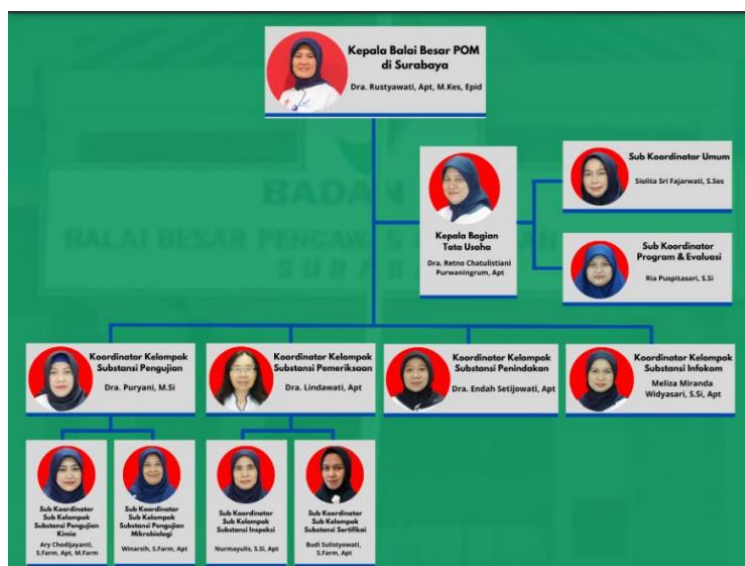 Kepala Balai Besar POM
di Surabaya
Dra. Rustyawati, Apt, M.Kes, Epid
Sub Koordinator Umum
Siolita Sri Fajarwati, S.Sos
BADAN
Kepala Bagian
Tata Usaha
Dra. Retno Chatulistiani
Purwaningrum, Apt
BALAI BESAR PENGAWAS
SURABA
Sub Koordinator
Program & Evaluasi
Ria Puspitasari, S.Si
Koordinator Kelompok
Substansi Pengujian
Dra. Puryani, M.Si
Koordinator Kelompok
Substansi Pemeriksaan
Dra. Lindawati, Apt
Koordinator Kelompok
Substansi Penindakan
Dra. Endah Setijowati, Apt
Koordinator Kelompok
Substansi Infokom
Meliza Miranda
Widyasari, S.Si, Apt
Sub Koordinator
Sub Kelompok
Substansi Pengujian
Kimia
Ary Chodijayanti,
S.Farm, Apt, M.Farm
Sub Koordinator
Sub Kelompok
Substansi Pengujian
Mikrobiologi
Winarsih, S.Farm, Apt
Sub Koordinator
Sub Kelompok
Substansi Inspeksi
Nurmayulis, S.Si, Apt
Sub Koordinator
Sub Kelompok
Substansi Sertifikai
Budi Sulistyowati,
S.Farm, Apt